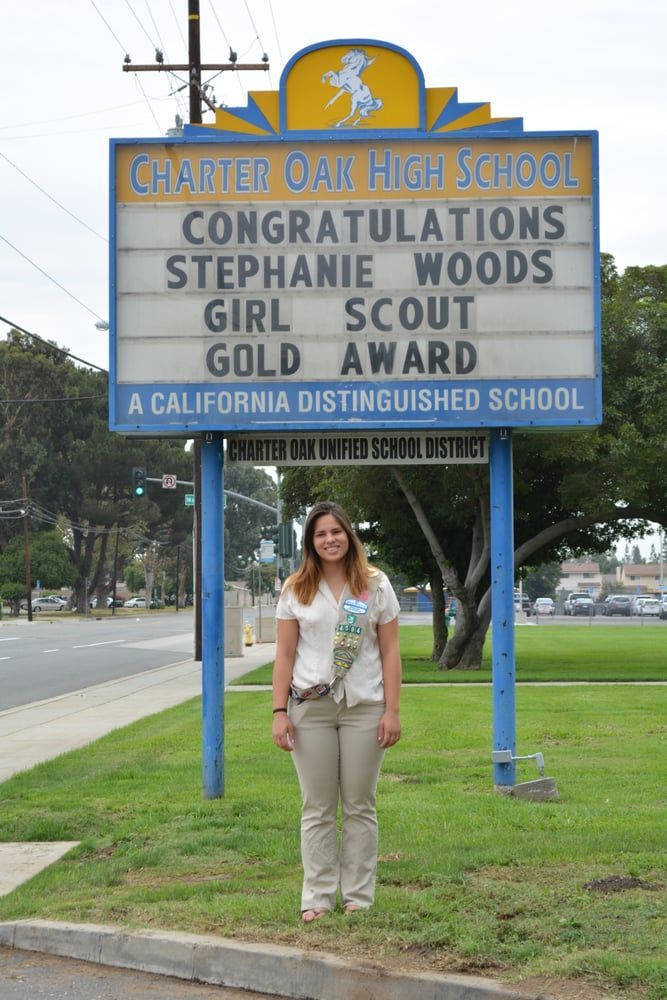 CHARTER OAK HIGH SCHOOL
CONGRATULATIONS
STEPHANIE WOODS
GIRL SCOUT
GOLD AWARD
A CALIFORNIA DISTINGUISHED SCHOOL
CHARTER OAK UNIFIED SCHOOL DISTRICT